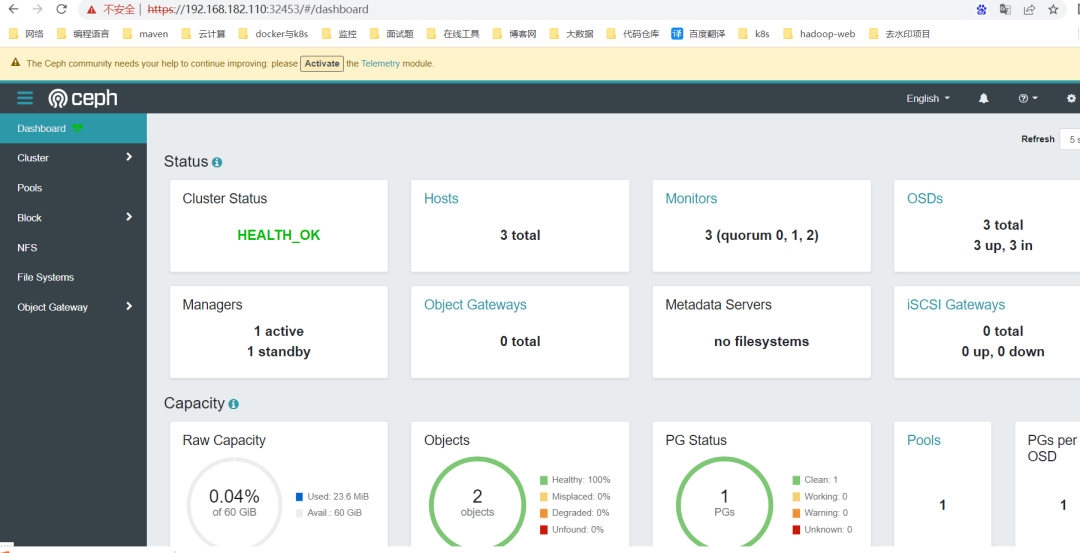 不安全 | https://192.168.182.110:32453/#/dashboard
网络 编程语言 maven 云计算 docker与k8s 监控 面试题 在线工具 博客网 大数据 代码仓库 译 百度翻译 k8s hadoop-web 去水印项目
The Ceph community needs your help to continue improving: please Activate the Telemetry module.
ceph English
Dashboard
Cluster
Pools
Block
NFS
File Systems
Object Gateway
Refresh 5 s
Status
Cluster Status
HEALTH_OK
Hosts
3 total
Monitors
3 (quorum 0, 1, 2)
OSDs
3 total
3 up, 3 in
Managers
1 active
1 standby
Object Gateways
0 total
Metadata Servers
no filesystems
iSCSI Gateways
0 total
0 up, 0 down
Capacity
Raw Capacity
0.04%
of 60 GiB
Used: 23.6 MiB
Avail.: 60 GiB
Objects
2
objects
Healthy: 100%
Misplaced: 0%
Degraded: 0%
Unfound: 0%
PG Status
1
PGs
Clean: 1
Working: 0
Warning: 0
Unknown: 0
Pools
1
PGs per
OSD
1